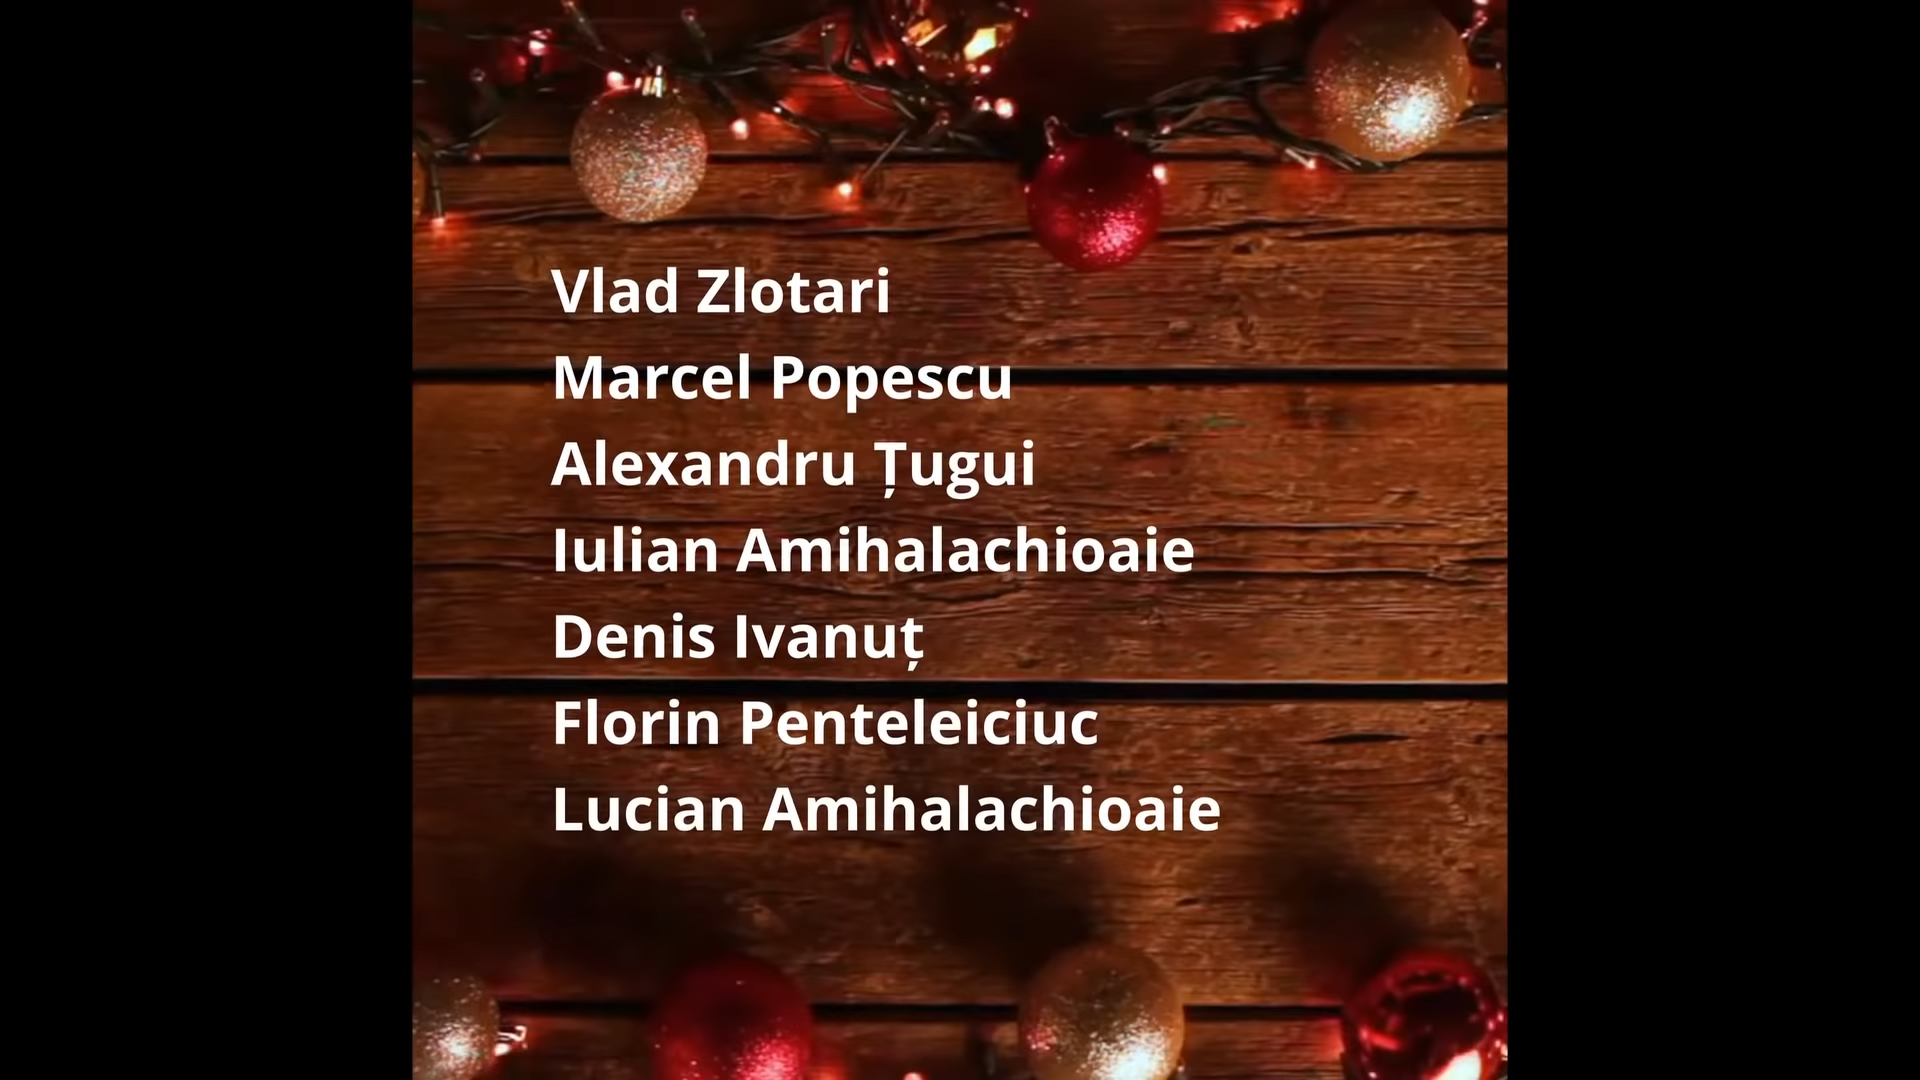 Vlad Zlotari
Marcel Popescu
Alexandru Țugui
Iulian Amihalachioaie
Denis Ivanuț
Florin Penteleiciuc
Lucian Amihalachioaie